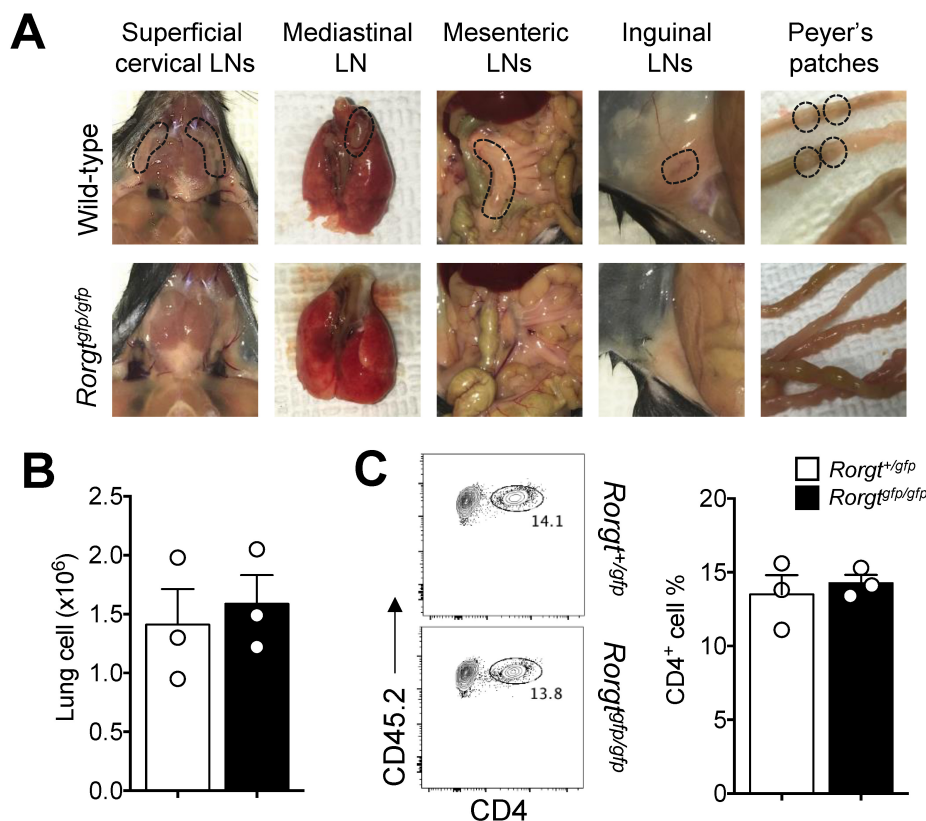 A
Superficial
cervical LNs
Mediastinal
LN
Mesenteric
LNs
Inguinal
LNs
Peyer's
patches
Wild-type
Rorgt^gfp/gfp
B
2.5
2.0
1.5
1.0
0.5
0.0
Lung cell (x10^6)
C
14.1
Rorgt^+/gfp
13.8
Rorgt^gfp/gfp
CD45.2
CD4
Rorgt^+/gfp
Rorgt^gfp/gfp
20
15
10
5
0
CD4^+ cell %